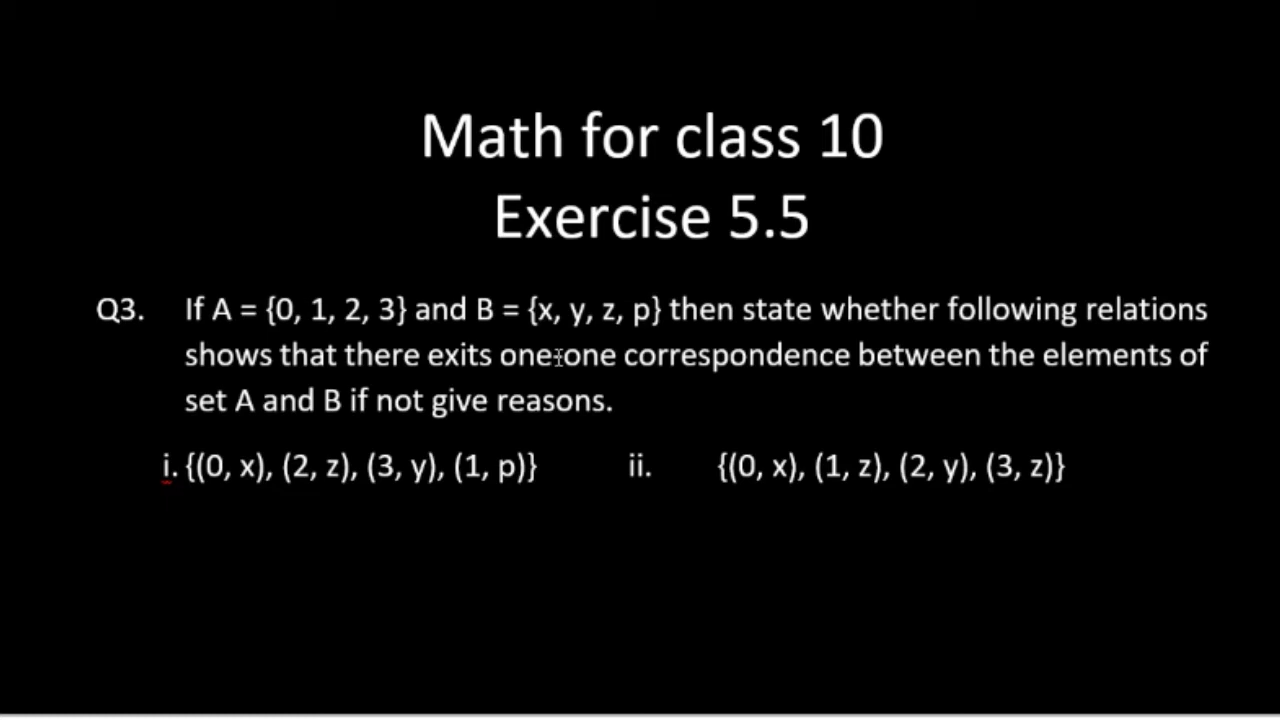 Math for class 10
Exercise 5.5
Q3. If A = {0, 1, 2, 3} and B = {x, y, z, p} then state whether following relations
shows that there exits one-one correspondence between the elements of
set A and B if not give reasons.
i. {(0, x), (2, z), (3, y), (1, p)} ii. {(0, x), (1, z), (2, y), (3, z)}